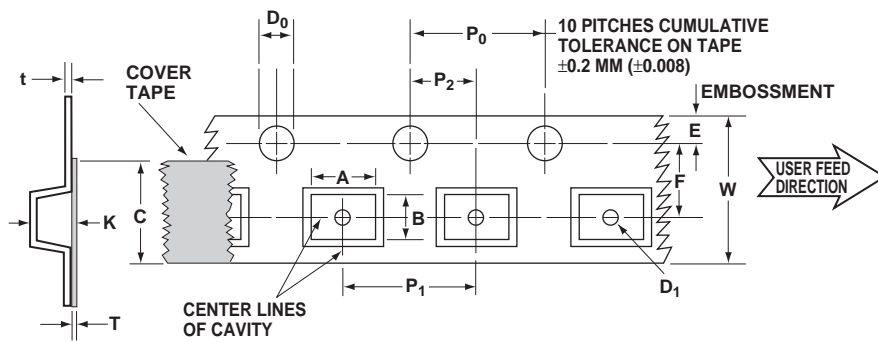 D0
P0
10 PITCHES CUMULATIVE
TOLERANCE ON TAPE
±0.2 MM (±0.008)
t
COVER
TAPE
P2
EMBOSSMENT
E
A
F
W
USER FEED
DIRECTION
C
K
B
P1
D1
CENTER LINES
OF CAVITY
T